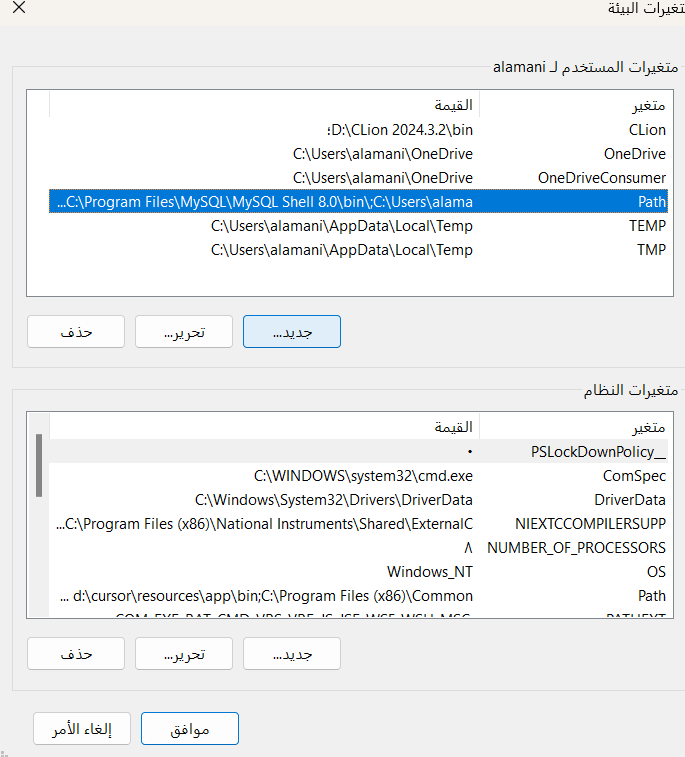 تغيرات البيئة
متغيرات المستخدم لـ alamani
متغير القيمة
CLion D:\CLion 2024.3.2\bin؛
OneDrive C:\Users\alamani\OneDrive
OneDriveConsumer C:\Users\alamani\OneDrive
Path C:\Program Files\MySQL\MySQL Shell 8.0\bin\;C:\Users\alama...
TEMP C:\Users\alamani\AppData\Local\Temp
TMP C:\Users\alamani\AppData\Local\Temp
جديد... تحرير... حذف
متغيرات النظام
متغير القيمة
__PSLockDownPolicy ٠
ComSpec C:\WINDOWS\system32\cmd.exe
DriverData C:\Windows\System32\Drivers\DriverData
NIEXTCCOMPILERSUPP C:\Program Files (x86)\National Instruments\Shared\ExternalC...
NUMBER_OF_PROCESSORS ٨
OS Windows_NT
Path d:\cursor\resources\app\bin;C:\Program Files (x86)\Common ...
PATHEXT .COM;.EXE;.BAT;.CMD;.VBS;.VBE;.JS;.JSE;.WSF;.WSH;.MSC
جديد... تحرير... حذف
موافق إلغاء الأمر